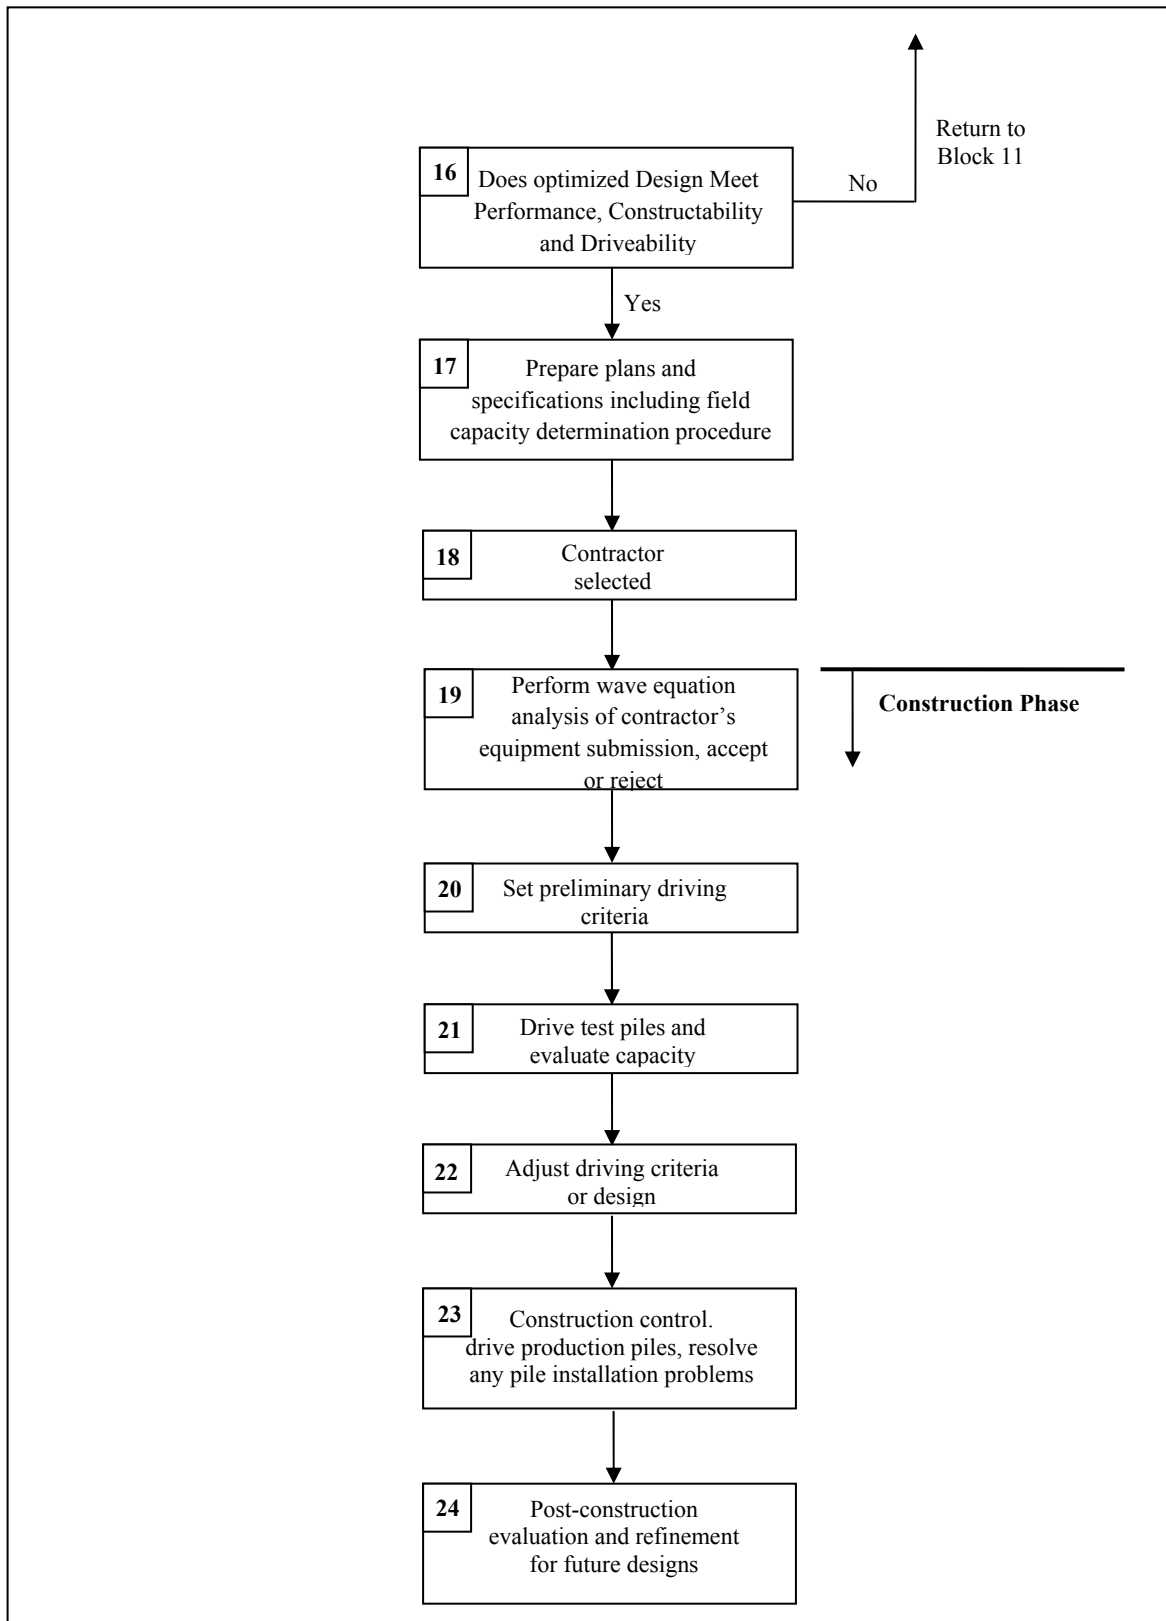 Return to
Block 11
No
16
Does optimized Design Meet
Performance, Constructability
and Driveability
Yes
17
Prepare plans and
specifications including field
capacity determination procedure
18
Contractor
selected
19
Perform wave equation
analysis of contractor’s
equipment submission, accept
or reject
Construction Phase
20
Set preliminary driving
criteria
21
Drive test piles and
evaluate capacity
22
Adjust driving criteria
or design
23
Construction control.
drive production piles, resolve
any pile installation problems
24
Post-construction
evaluation and refinement
for future designs